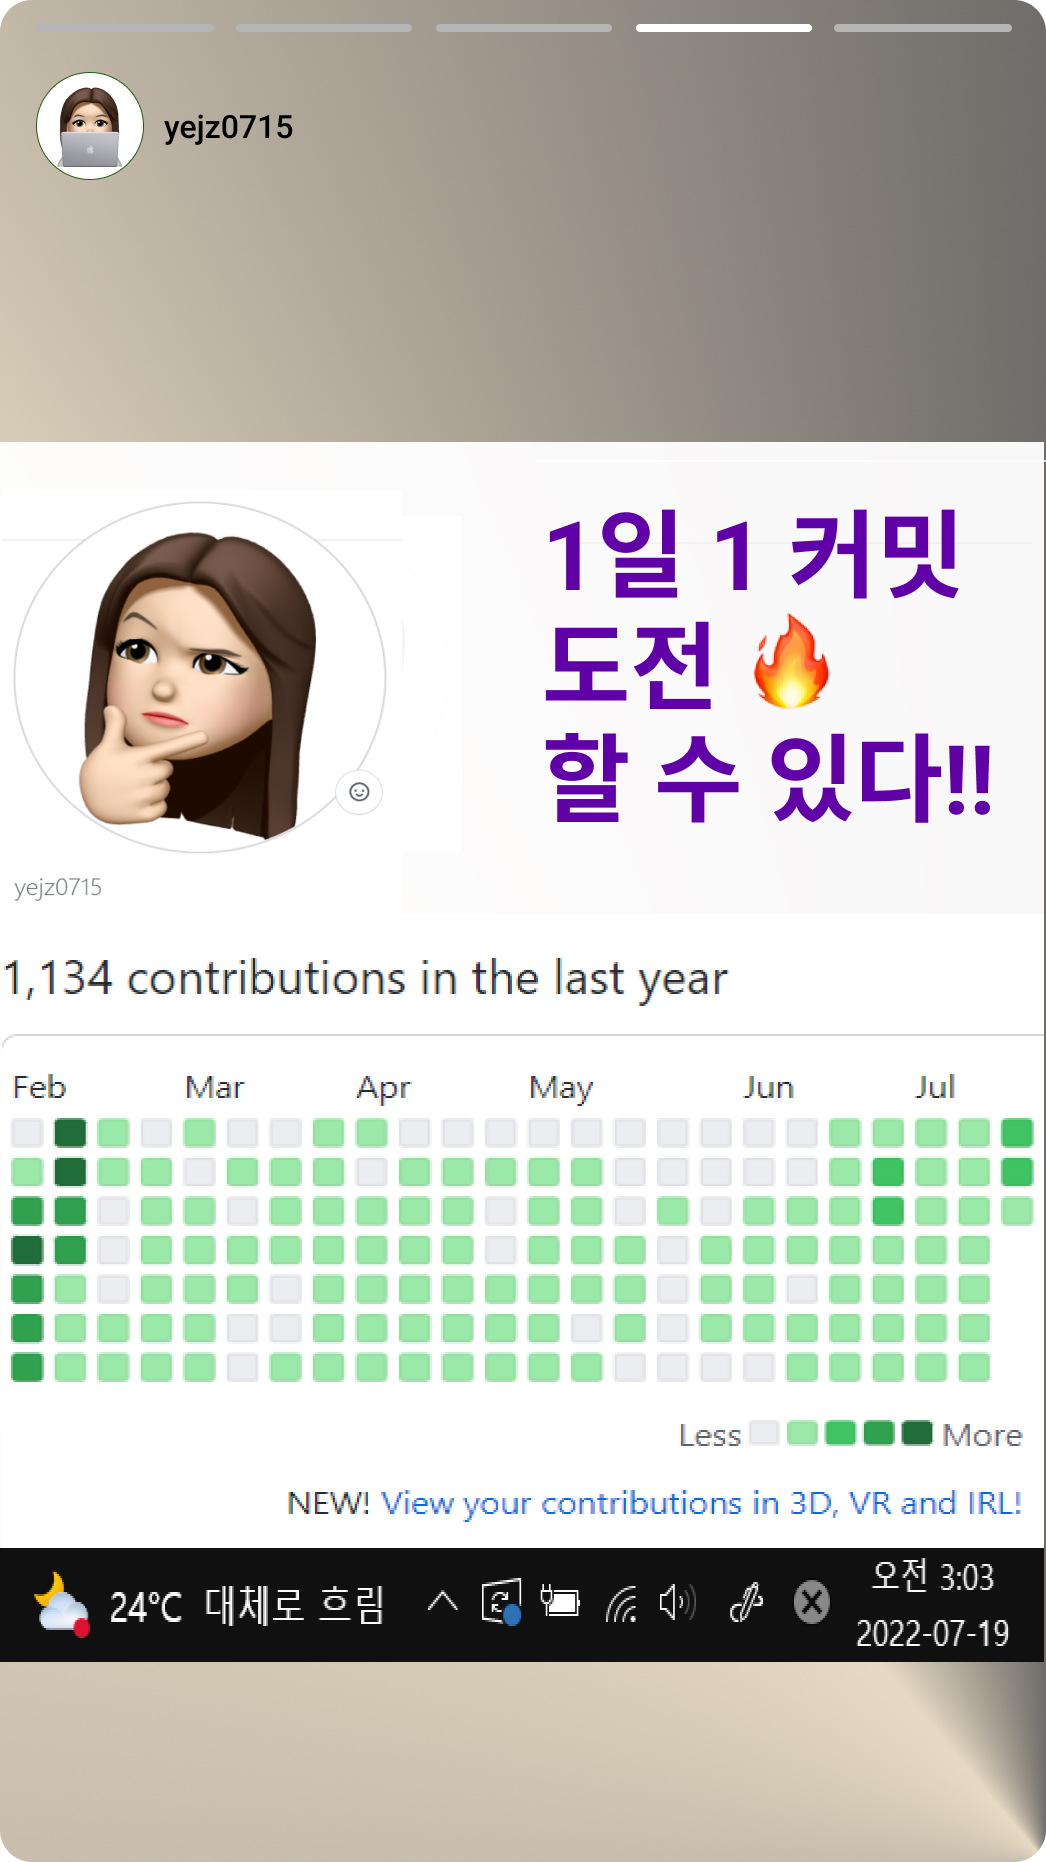 yejz0715
1일 1 커밋
도전 🔥
할 수 있다!!
yejz0715
1,134 contributions in the last year
Feb Mar Apr May Jun Jul
Less More
NEW! View your contributions in 3D, VR and IRL!
24°C 대체로 흐림
오전 3:03
2022-07-19